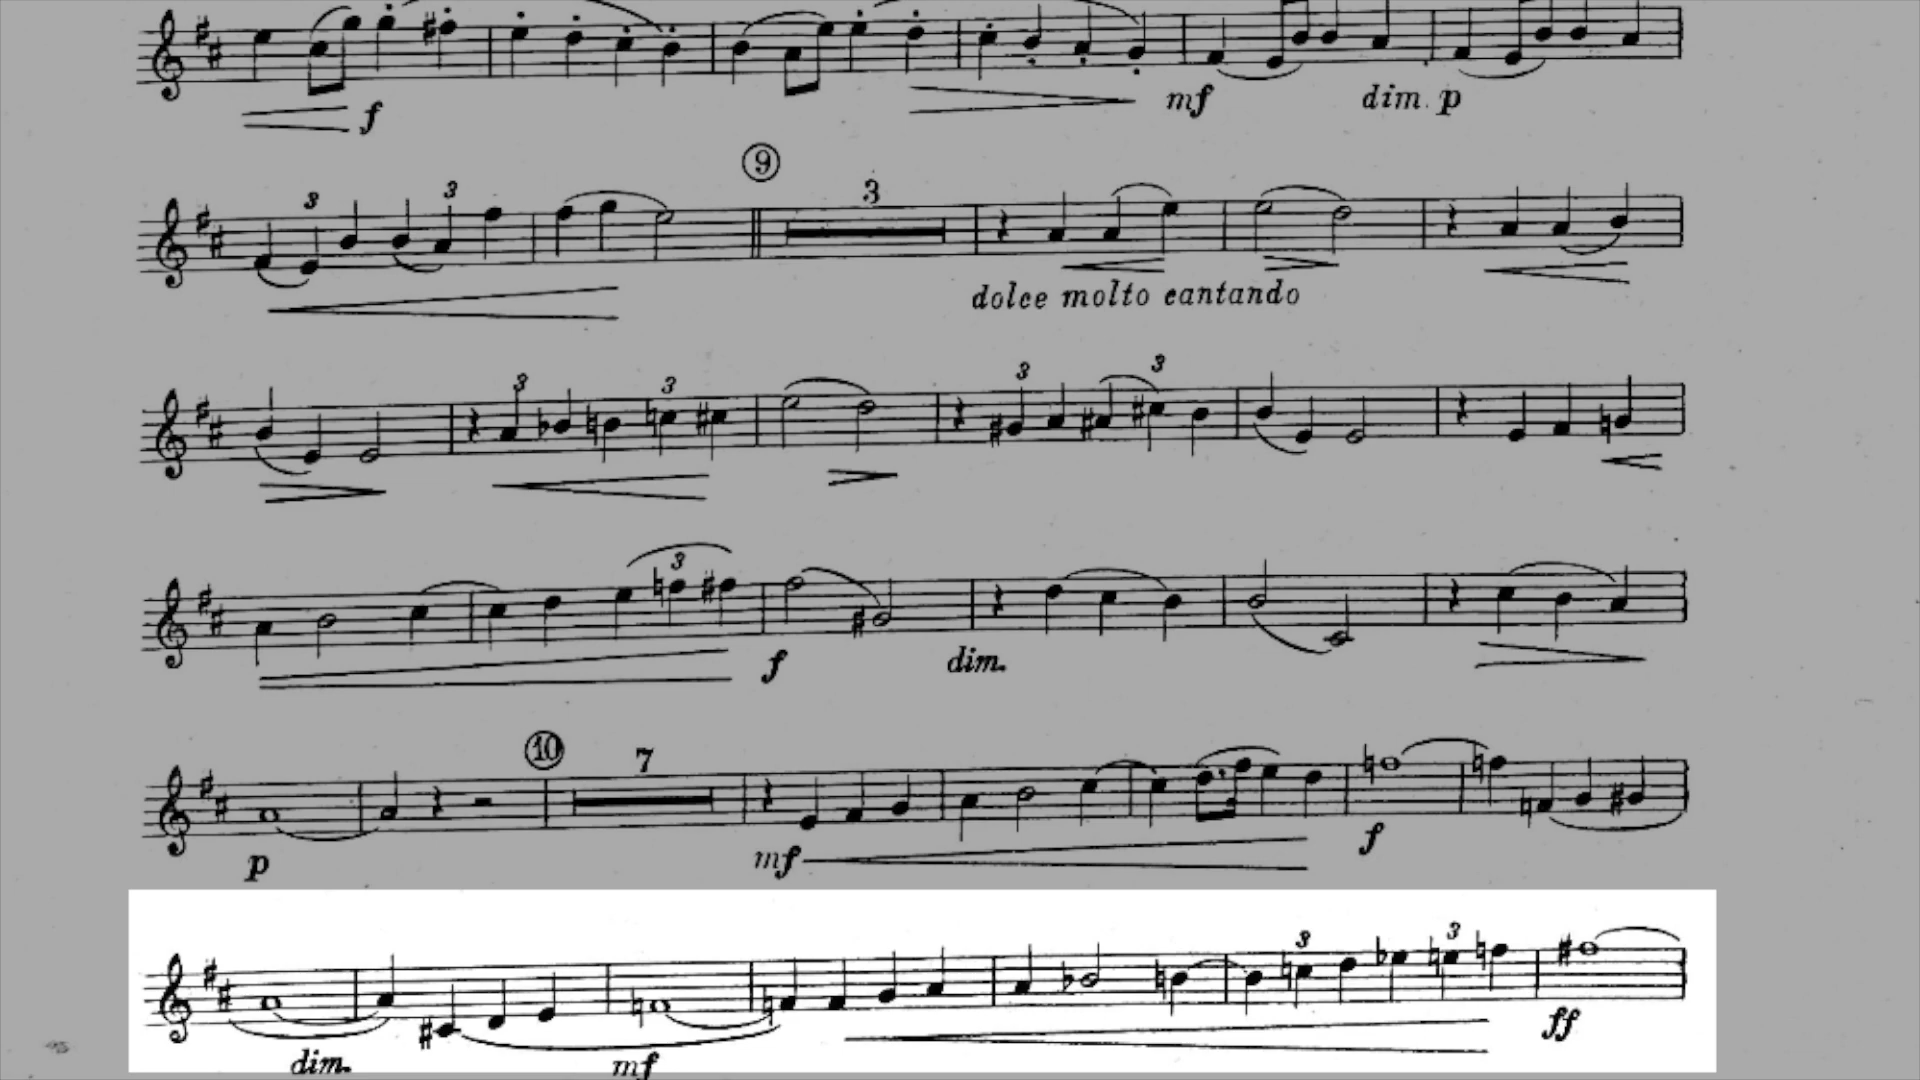 f mf dim. p
9
3 3 3
dolce molto cantando
3 3 3 3
3
f dim.
10
7
p mf f
3 3
dim. mf ff